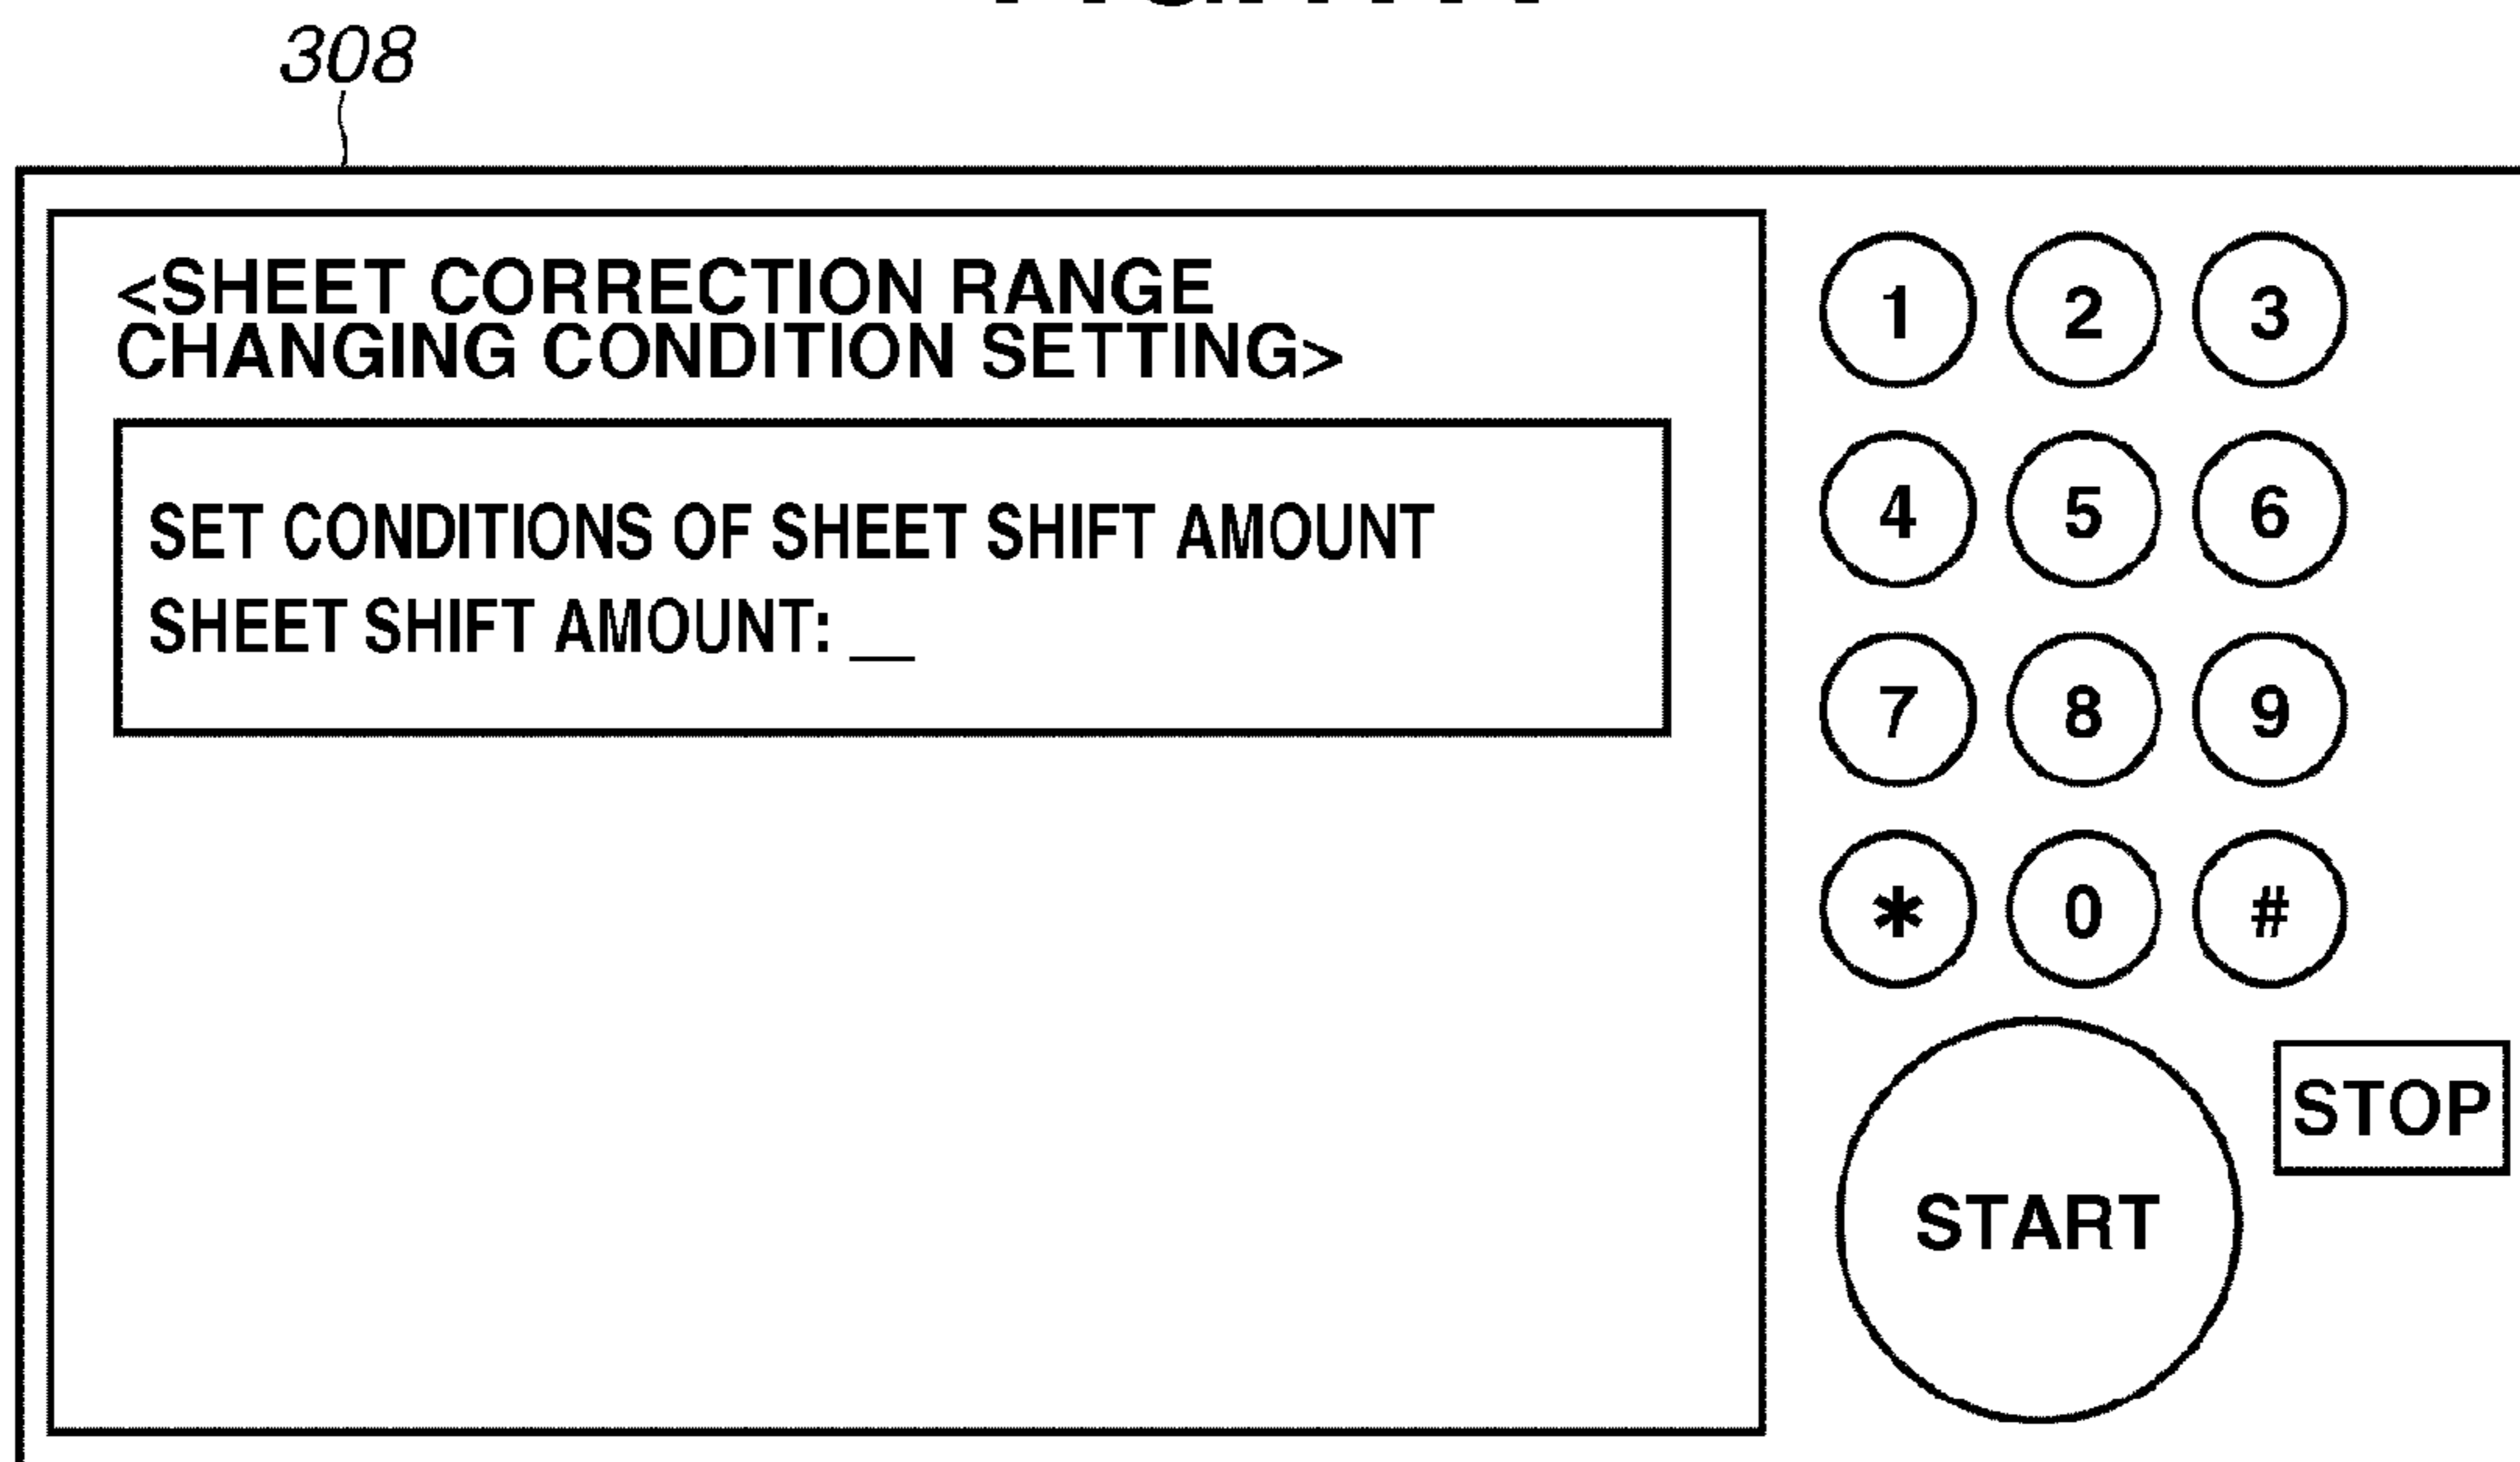 308
<SHEET CORRECTION RANGE
CHANGING CONDITION SETTING>
SET CONDITIONS OF SHEET SHIFT AMOUNT
SHEET SHIFT AMOUNT: __
1 2 3
4 5 6
7 8 9
* 0 #
STOP
START